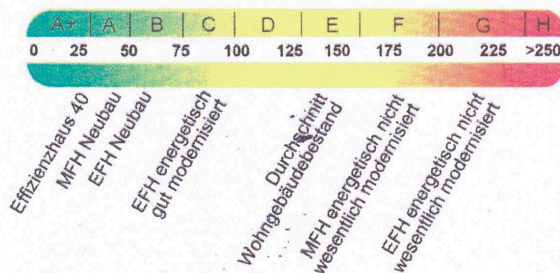 A+ A B C D E F G H
0 25 50 75 100 125 150 175 200 225 >250
Effizienzhaus 40
MFH Neubau
EFH Neubau
EFH energetisch
gut modernisiert
Durchschnitt
Wohngebäudebestand
MFH energetisch nicht
wesentlich modernisiert
EFH energetisch nicht
wesentlich modernisiert